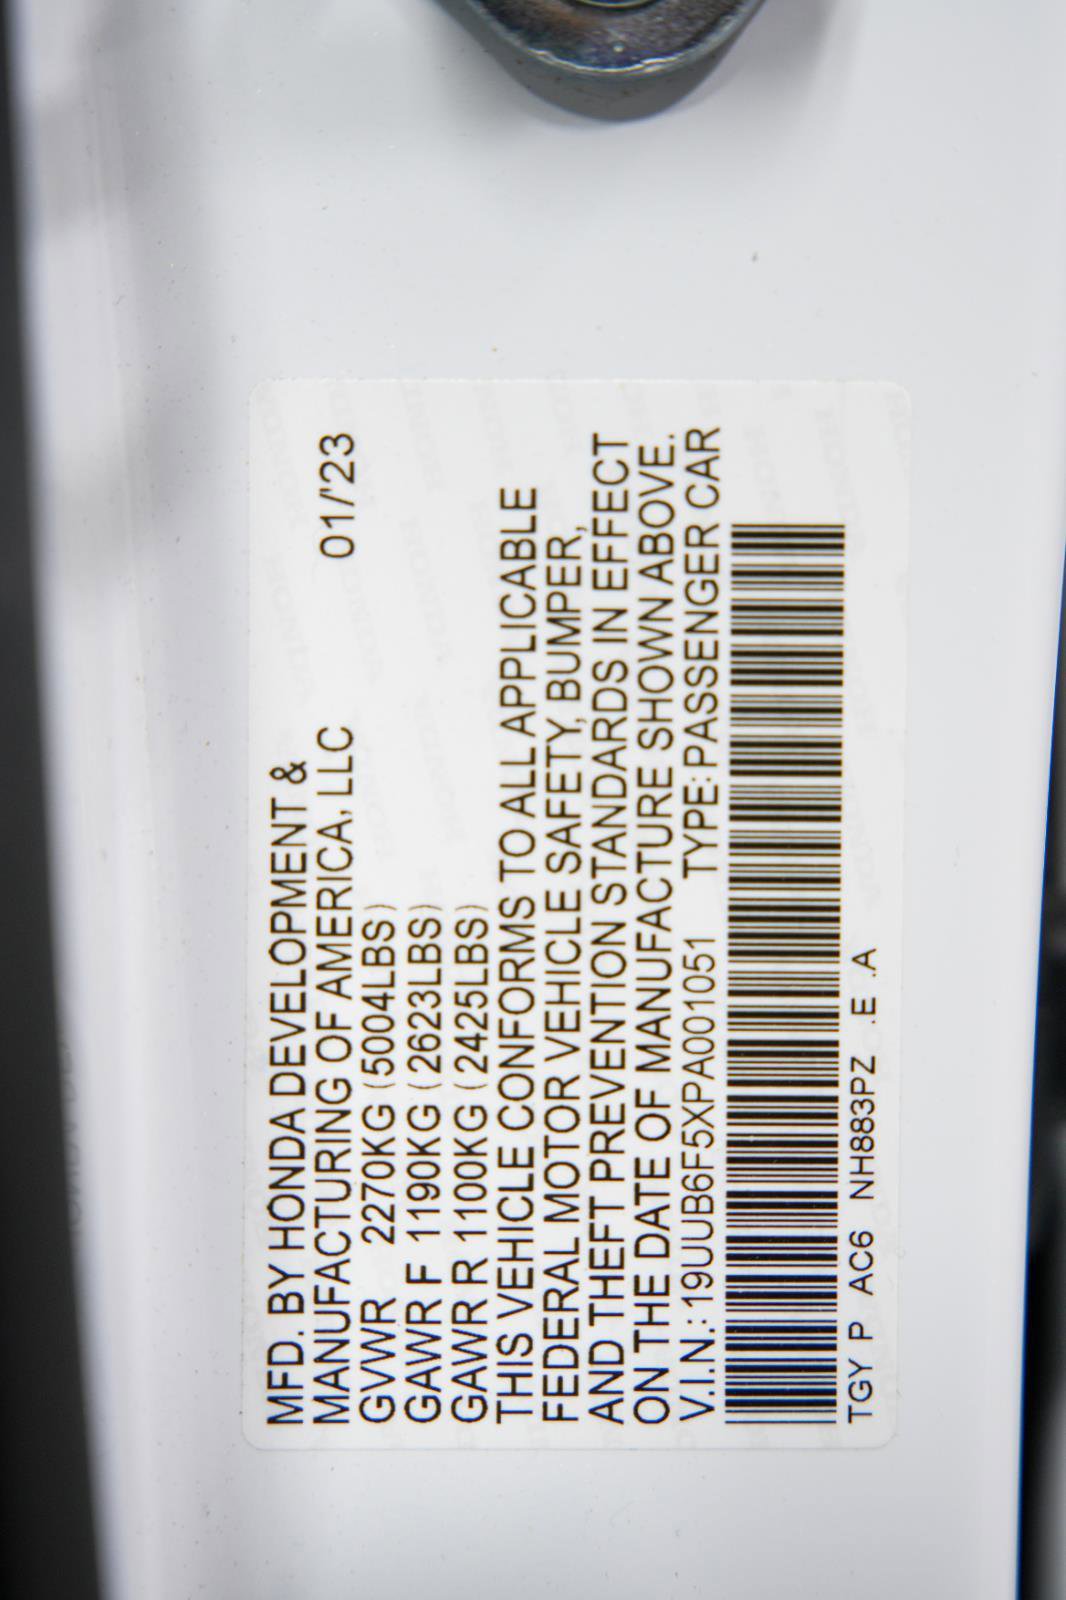 MFD. BY HONDA DEVELOPMENT &
MANUFACTURING OF AMERICA, LLC 01/'23
GVWR 2270KG (5004LBS)
GAWR F 1190KG (2623LBS)
GAWR R 1100KG (2425LBS)
THIS VEHICLE CONFORMS TO ALL APPLICABLE
FEDERAL MOTOR VEHICLE SAFETY, BUMPER,
AND THEFT PREVENTION STANDARDS IN EFFECT
ON THE DATE OF MANUFACTURE SHOWN ABOVE.
V.I.N.: 19UUB6F5XPA001051 TYPE: PASSENGER CAR
TGY P AC6 NH883PZ .E .A